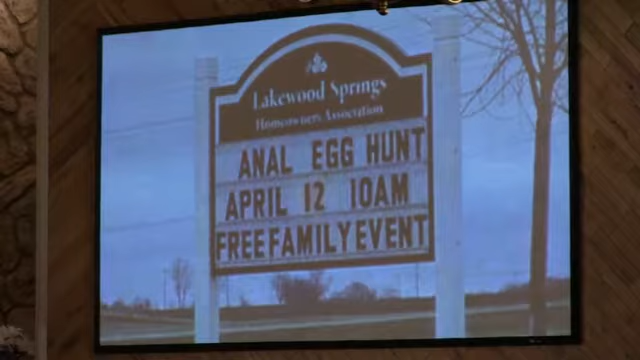 Lakewood Springs
Homeowners Association
ANAL EGG HUNT
APRIL 12 10AM
FREE FAMILY EVENT